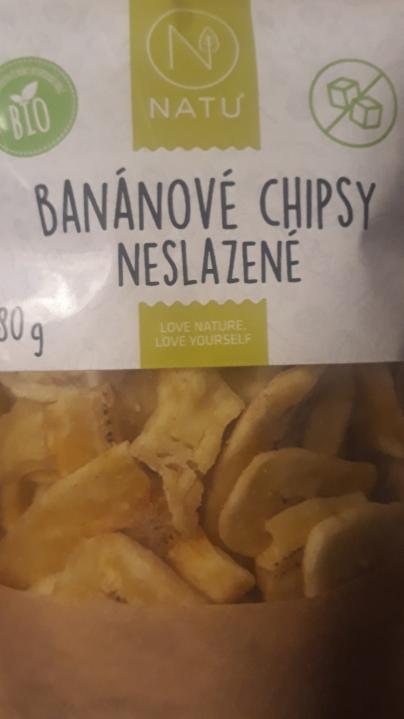 BIO
N
NATU
BANÁNOVÉ CHIPSY
NESLAZENÉ
80 g
LOVE NATURE,
LOVE YOURSELF